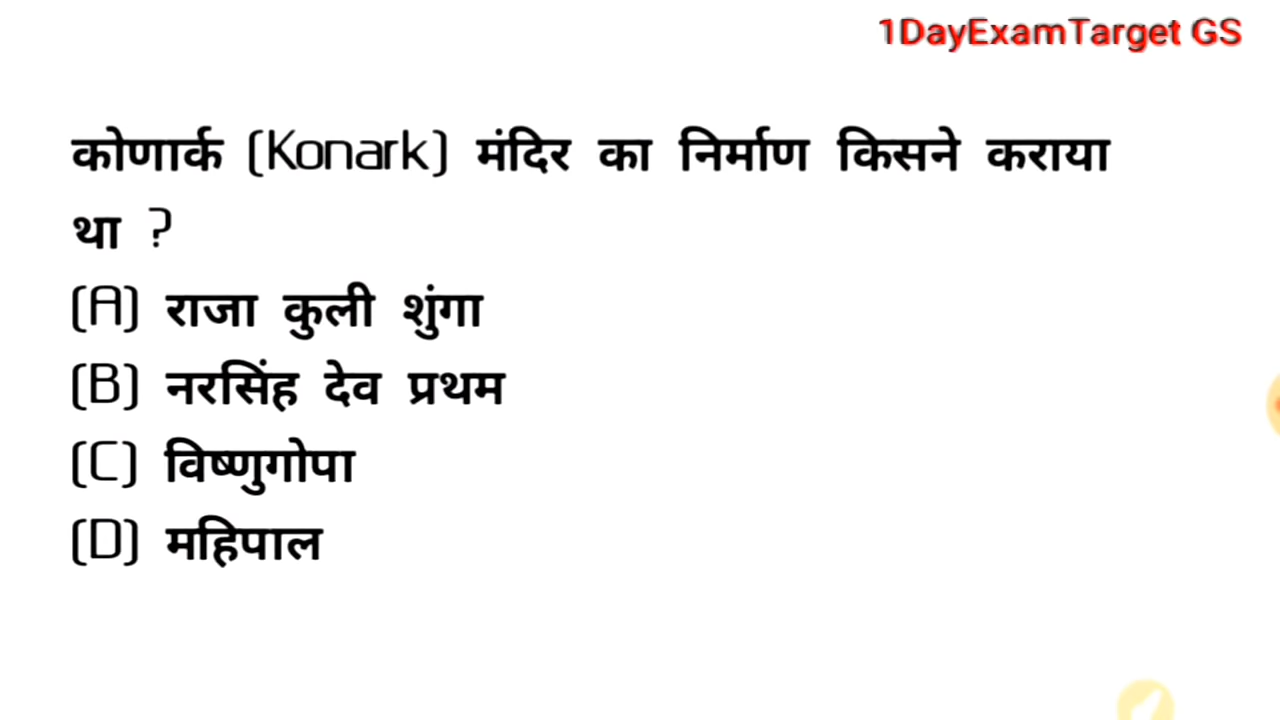 1DayExamTarget GS
कोणार्क (Konark) मंदिर का निर्माण किसने कराया
था ?
(A) राजा कुली शुंगा
(B) नरसिंह देव प्रथम
(C) विष्णुगोपा
(D) महिपाल